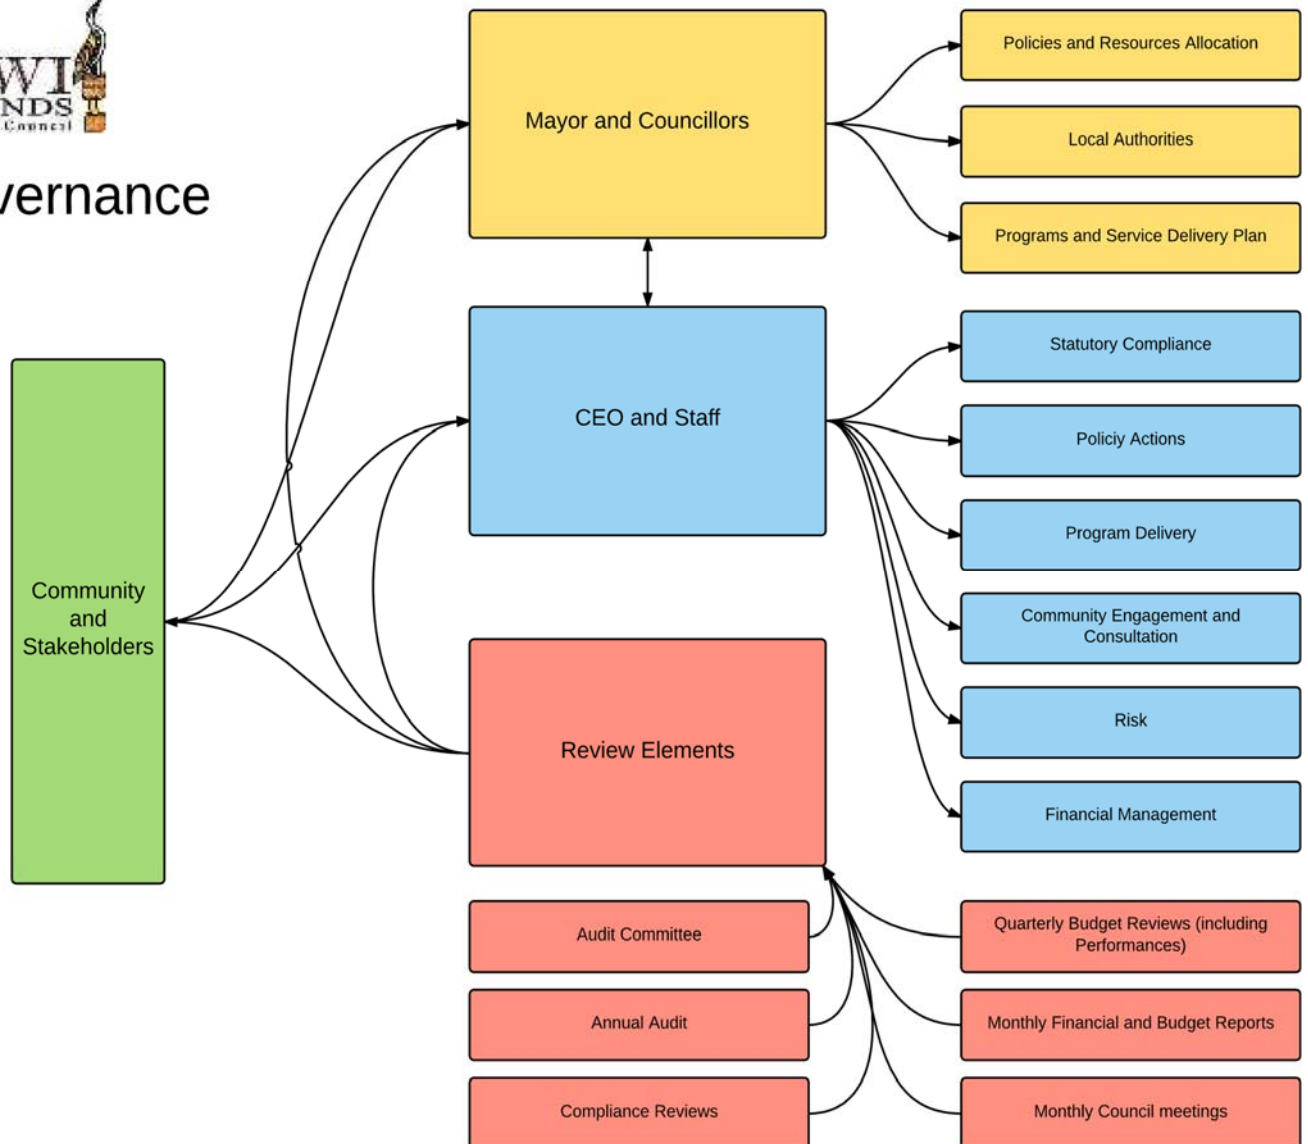 WI
NDS
Council
vernance
Mayor and Councillors
Policies and Resources Allocation
Local Authorities
Programs and Service Delivery Plan
CEO and Staff
Statutory Compliance
Policiy Actions
Program Delivery
Community Engagement and
Consultation
Risk
Financial Management
Community
and
Stakeholders
Review Elements
Audit Committee
Annual Audit
Compliance Reviews
Quarterly Budget Reviews (including
Performances)
Monthly Financial and Budget Reports
Monthly Council meetings